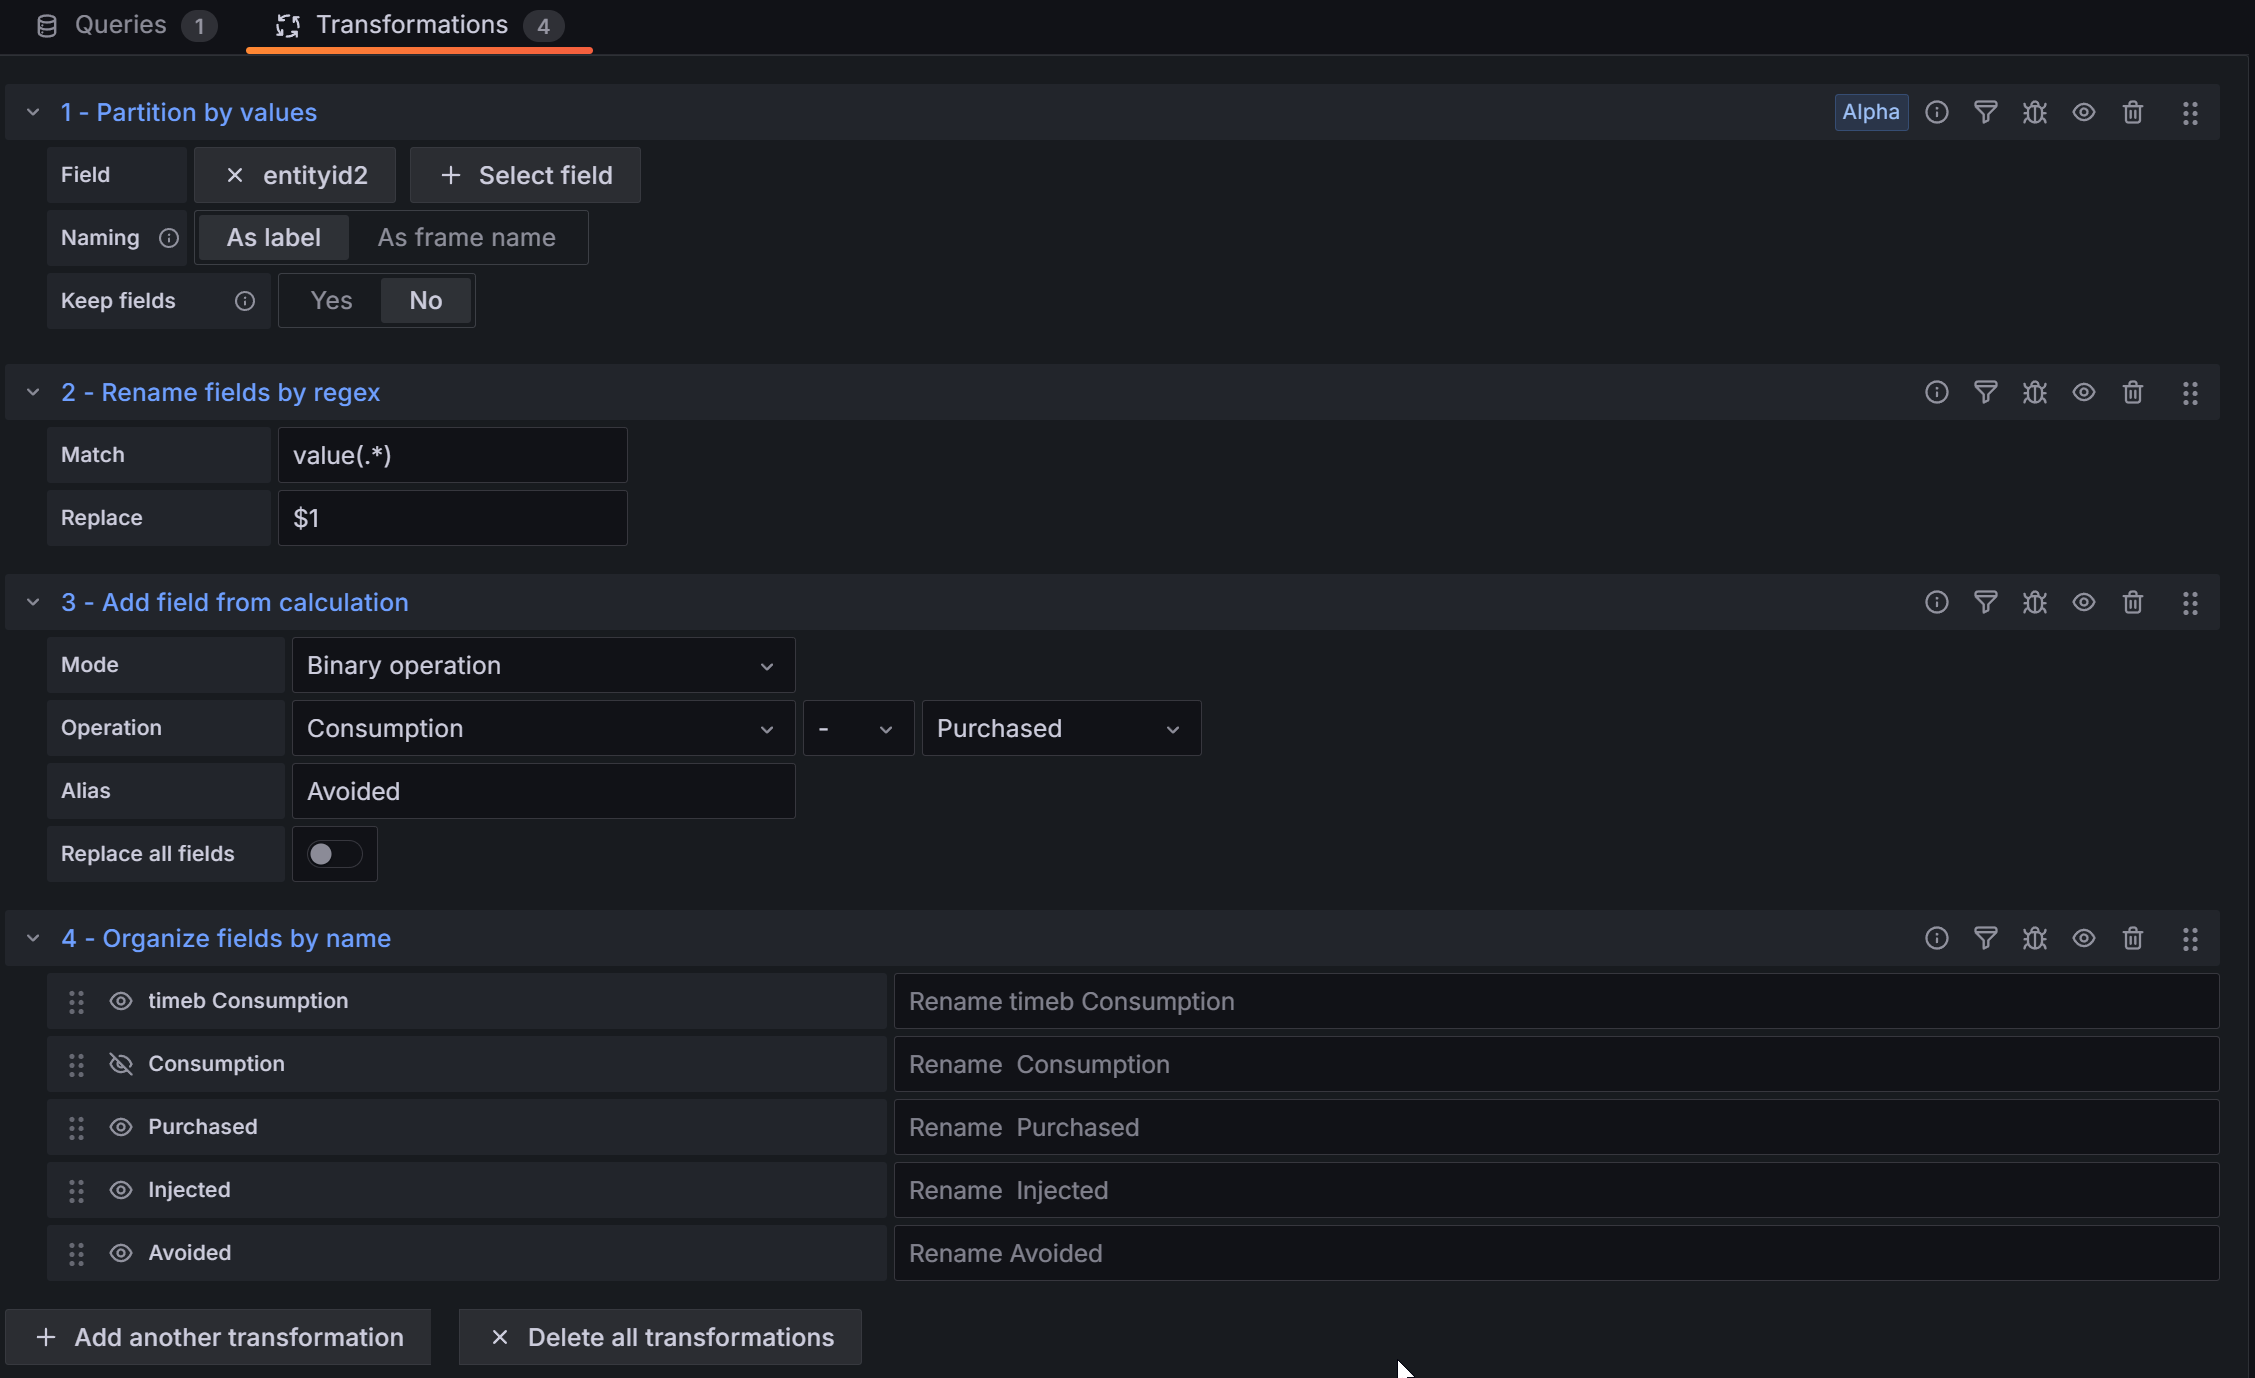 Queries 1 Transformations 4
1 - Partition by values Alpha
Field entityid2 Select field
Naming As label As frame name
Keep fields Yes No
2 - Rename fields by regex
Match value(.*)
Replace $1
3 - Add field from calculation
Mode Binary operation
Operation Consumption - Purchased
Alias Avoided
Replace all fields
4 - Organize fields by name
timeb Consumption Rename timeb Consumption
Consumption Rename  Consumption
Purchased Rename  Purchased
Injected Rename  Injected
Avoided Rename Avoided
Add another transformation Delete all transformations